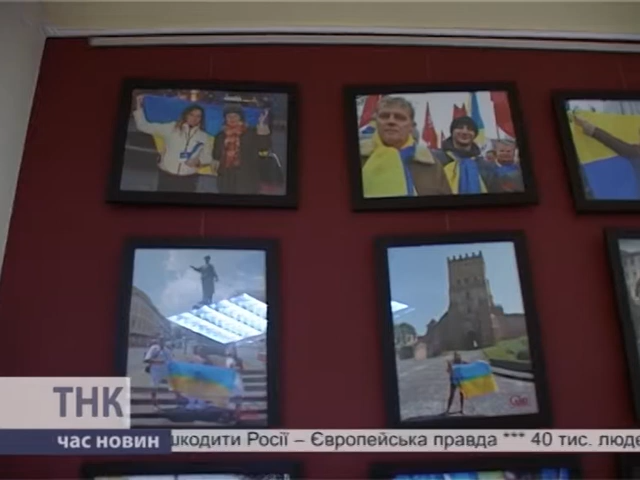 ТНК
ЧАС НОВИН
шкодити Росії – Європейська правда *** 40 тис. люде